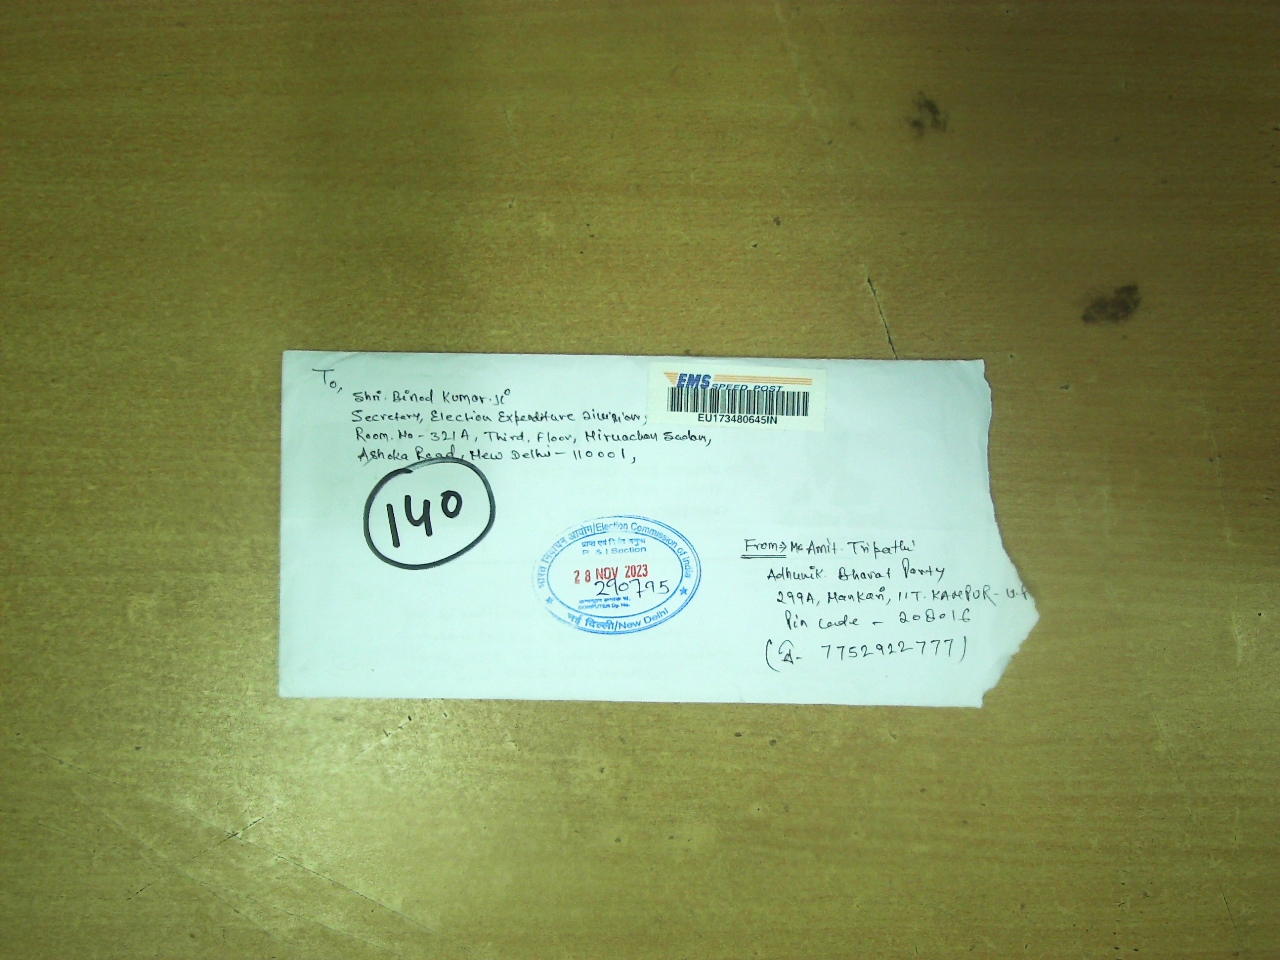 To,
Shri. Binod Kumar. Ji
Secretary, Election Expenditure Division,
Room. No - 321A, Third. Floor, Nirvachan Sadan,
Ashoka Road, New Delhi - 110001,
EMS SPEED POST
EU173480645IN
140
भारत निर्वाचन आयोग/Election Commission of India
R & I Section
28 NOV 2023
290795
COMPUTER Dy. No.
नई दिल्ली/New Delhi
From → Mr Amit. Tripathi
Adhunik. Bharat Party
299A, Nankari, IIT. KANPUR - U.P
Pin code - 208016
7752922777)